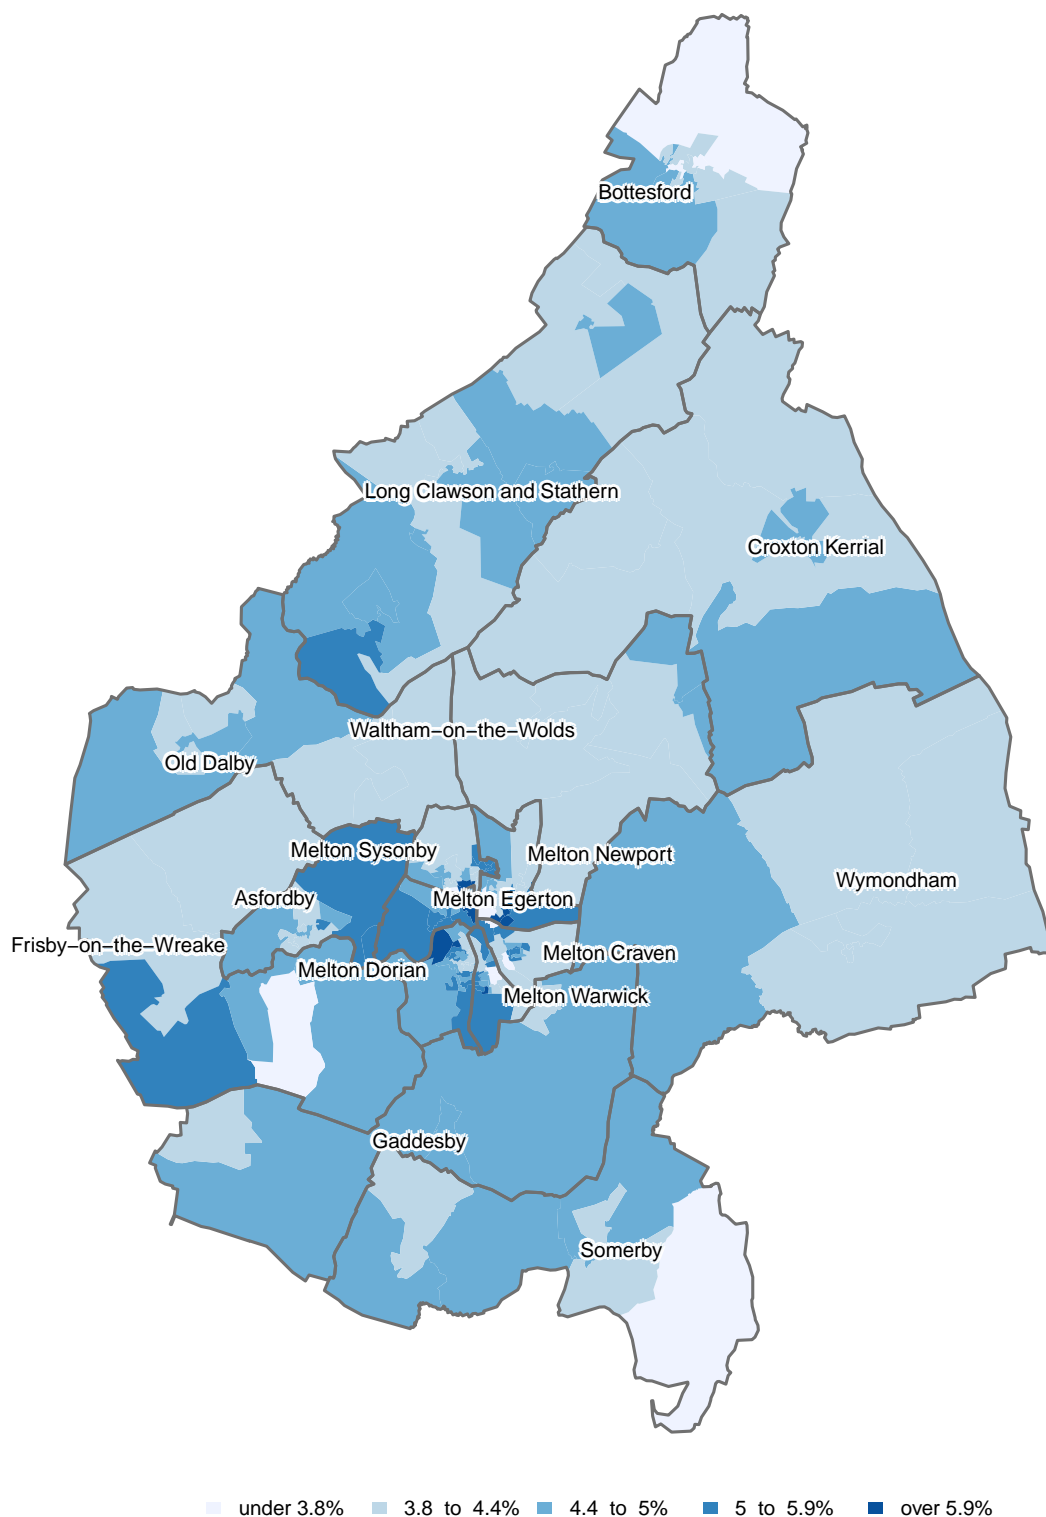 Bottesford
Long Clawson and Stathern
Croxton Kerrial
Waltham−on−the−Wolds
Old Dalby
Melton Sysonby
Melton Newport
Wymondham
Asfordby
Melton Egerton
Frisby−on−the−Wreake
Melton Craven
Melton Dorian
Melton Warwick
Gaddesby
Somerby
under 3.8% 3.8 to 4.4% 4.4 to 5% 5 to 5.9% over 5.9%